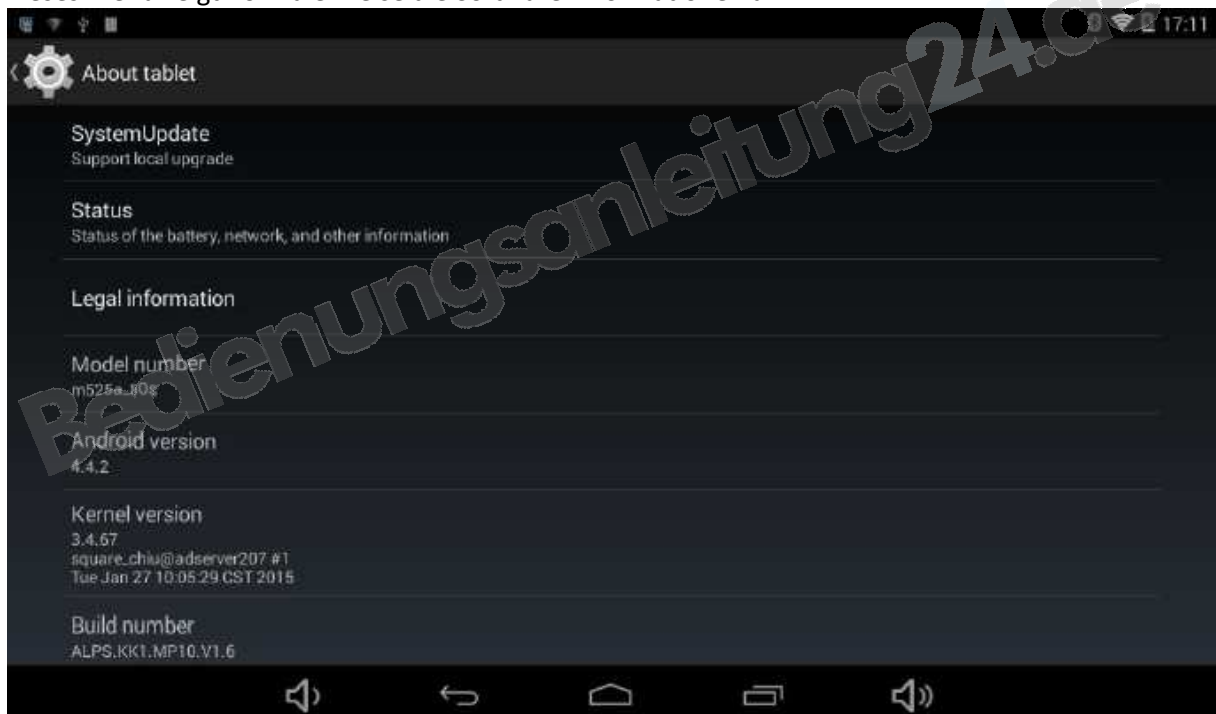 17:11
About tablet
SystemUpdate
Support local upgrade
Status
Status of the battery, network, and other information
Legal information
Model number
Android version
4.4.2
Kernel version
3.4.67
square_chiu@adserver207 #1
Tue Jan 27 10:05:29 CST 2015
Build number
ALPS.KK1.MP10.V1.6
Bedienungsanleitung24.de